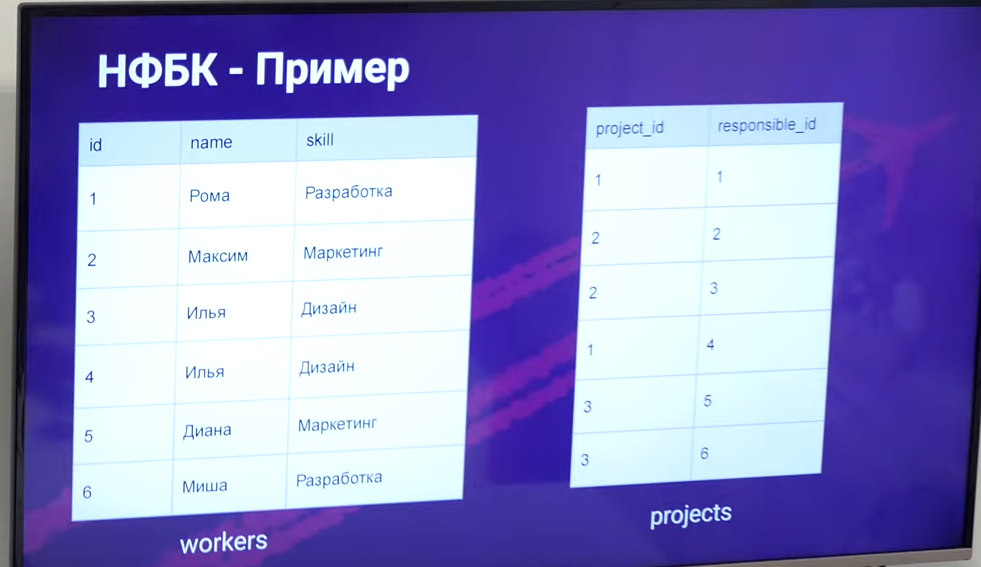 НФБК - Пример
id name skill
1 Рома Разработка
2 Максим Маркетинг
3 Илья Дизайн
4 Илья Дизайн
5 Диана Маркетинг
6 Миша Разработка
workers
project_id responsible_id
1 1
2 2
2 3
1 4
3 5
3 6
projects